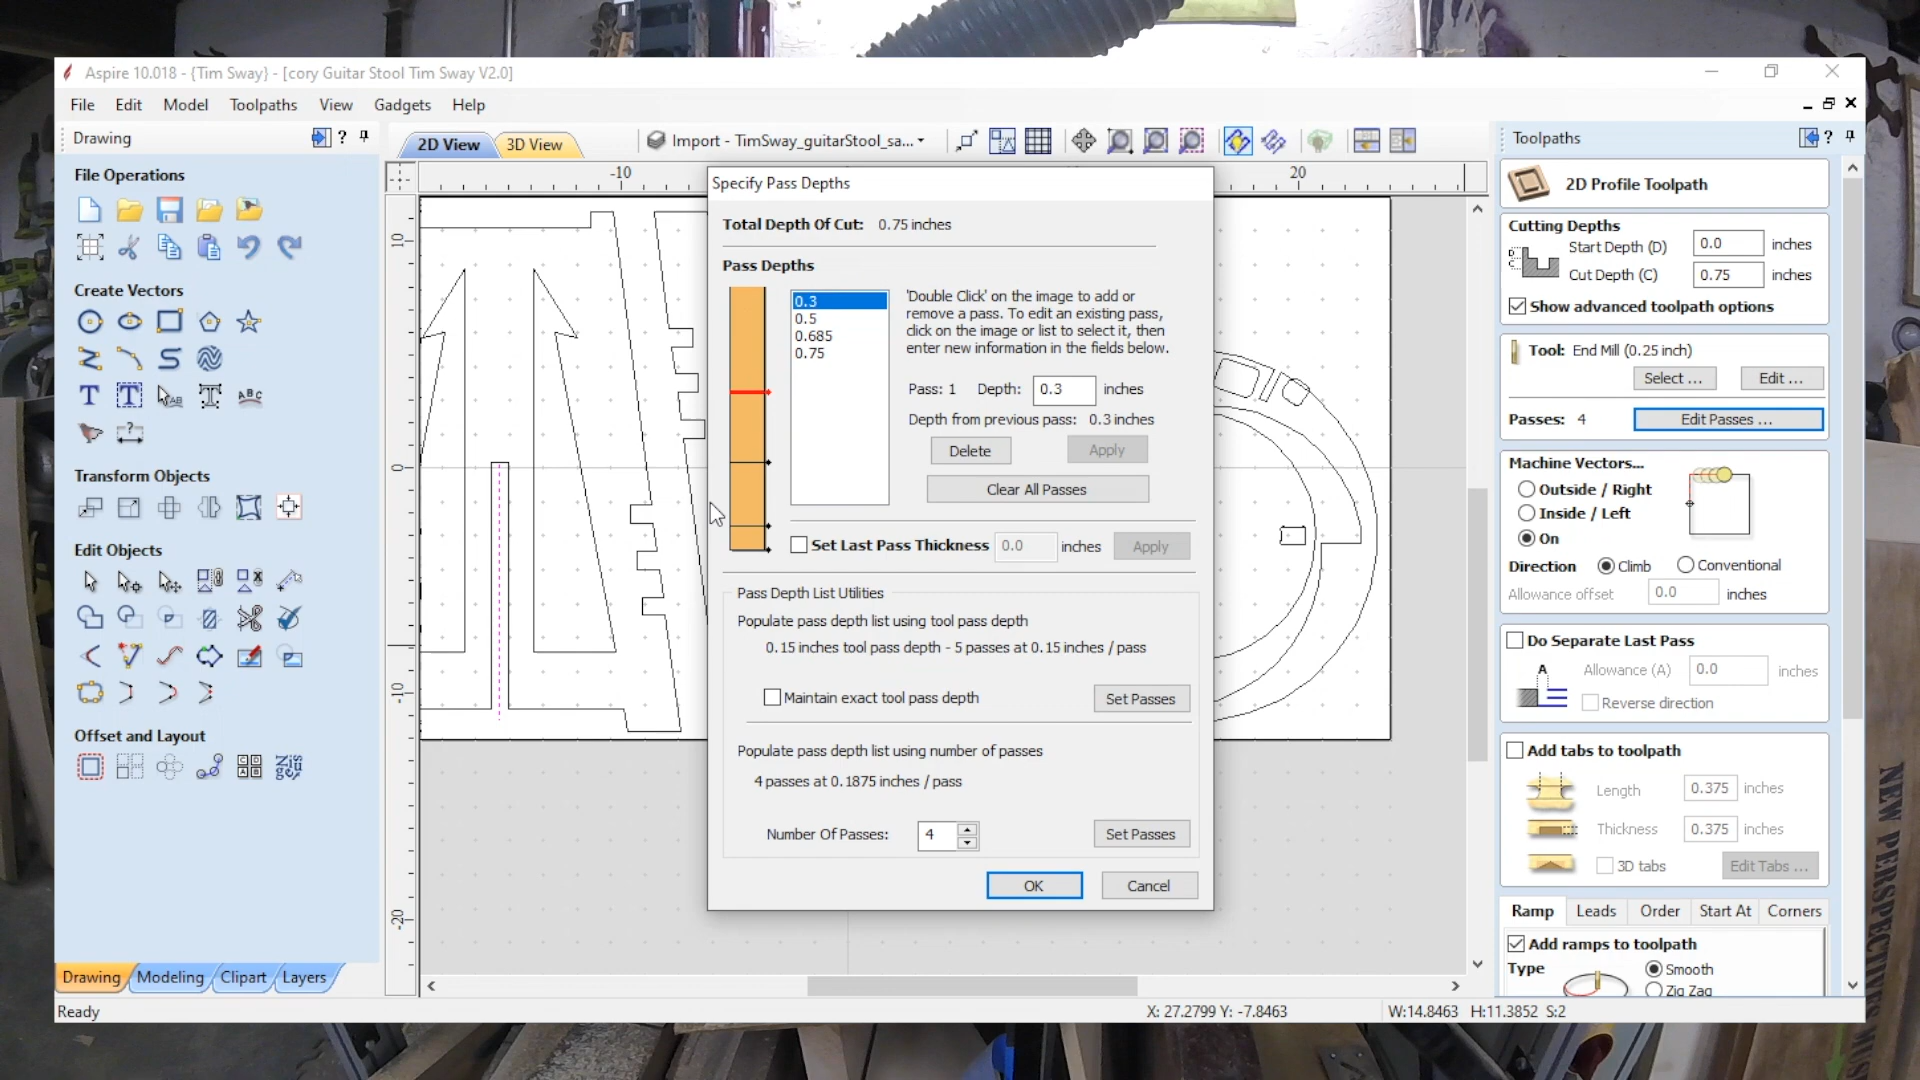 Aspire 10.018 - {Tim Sway} - [cory Guitar Stool Tim Sway V2.0]
File Edit Model Toolpaths View Gadgets Help
Drawing ?
File Operations
Create Vectors
Transform Objects
Edit Objects
Offset and Layout
Drawing Modeling Clipart Layers
Ready
2D View 3D View
Import - TimSway_guitarStool_sa...
-10
20
10
0
-10
-20
Specify Pass Depths
Total Depth Of Cut: 0.75 inches
Pass Depths
0.3
0.5
0.685
0.75
'Double Click' on the image to add or
remove a pass. To edit an existing pass,
click on the image or list to select it, then
enter new information in the fields below.
Pass: 1 Depth: 0.3 inches
Depth from previous pass: 0.3 inches
Delete Apply
Clear All Passes
Set Last Pass Thickness 0.0 inches Apply
Pass Depth List Utilities
Populate pass depth list using tool pass depth
0.15 inches tool pass depth - 5 passes at 0.15 inches / pass
Maintain exact tool pass depth Set Passes
Populate pass depth list using number of passes
4 passes at 0.1875 inches / pass
Number Of Passes: 4 Set Passes
OK Cancel
X: 27.2799 Y: -7.8463
W:14.8463 H:11.3852 S:2
Toolpaths ?
2D Profile Toolpath
Cutting Depths
Start Depth (D) 0.0 inches
Cut Depth (C) 0.75 inches
Show advanced toolpath options
Tool: End Mill (0.25 inch)
Select ... Edit ...
Passes: 4 Edit Passes ...
Machine Vectors...
Outside / Right
Inside / Left
On
Direction Climb Conventional
Allowance offset 0.0 inches
Do Separate Last Pass
A Allowance (A) 0.0 inches
Reverse direction
Add tabs to toolpath
Length 0.375 inches
Thickness 0.375 inches
3D tabs Edit Tabs ...
Ramp Leads Order Start At Corners
Add ramps to toolpath
Type Smooth
Zig Zag